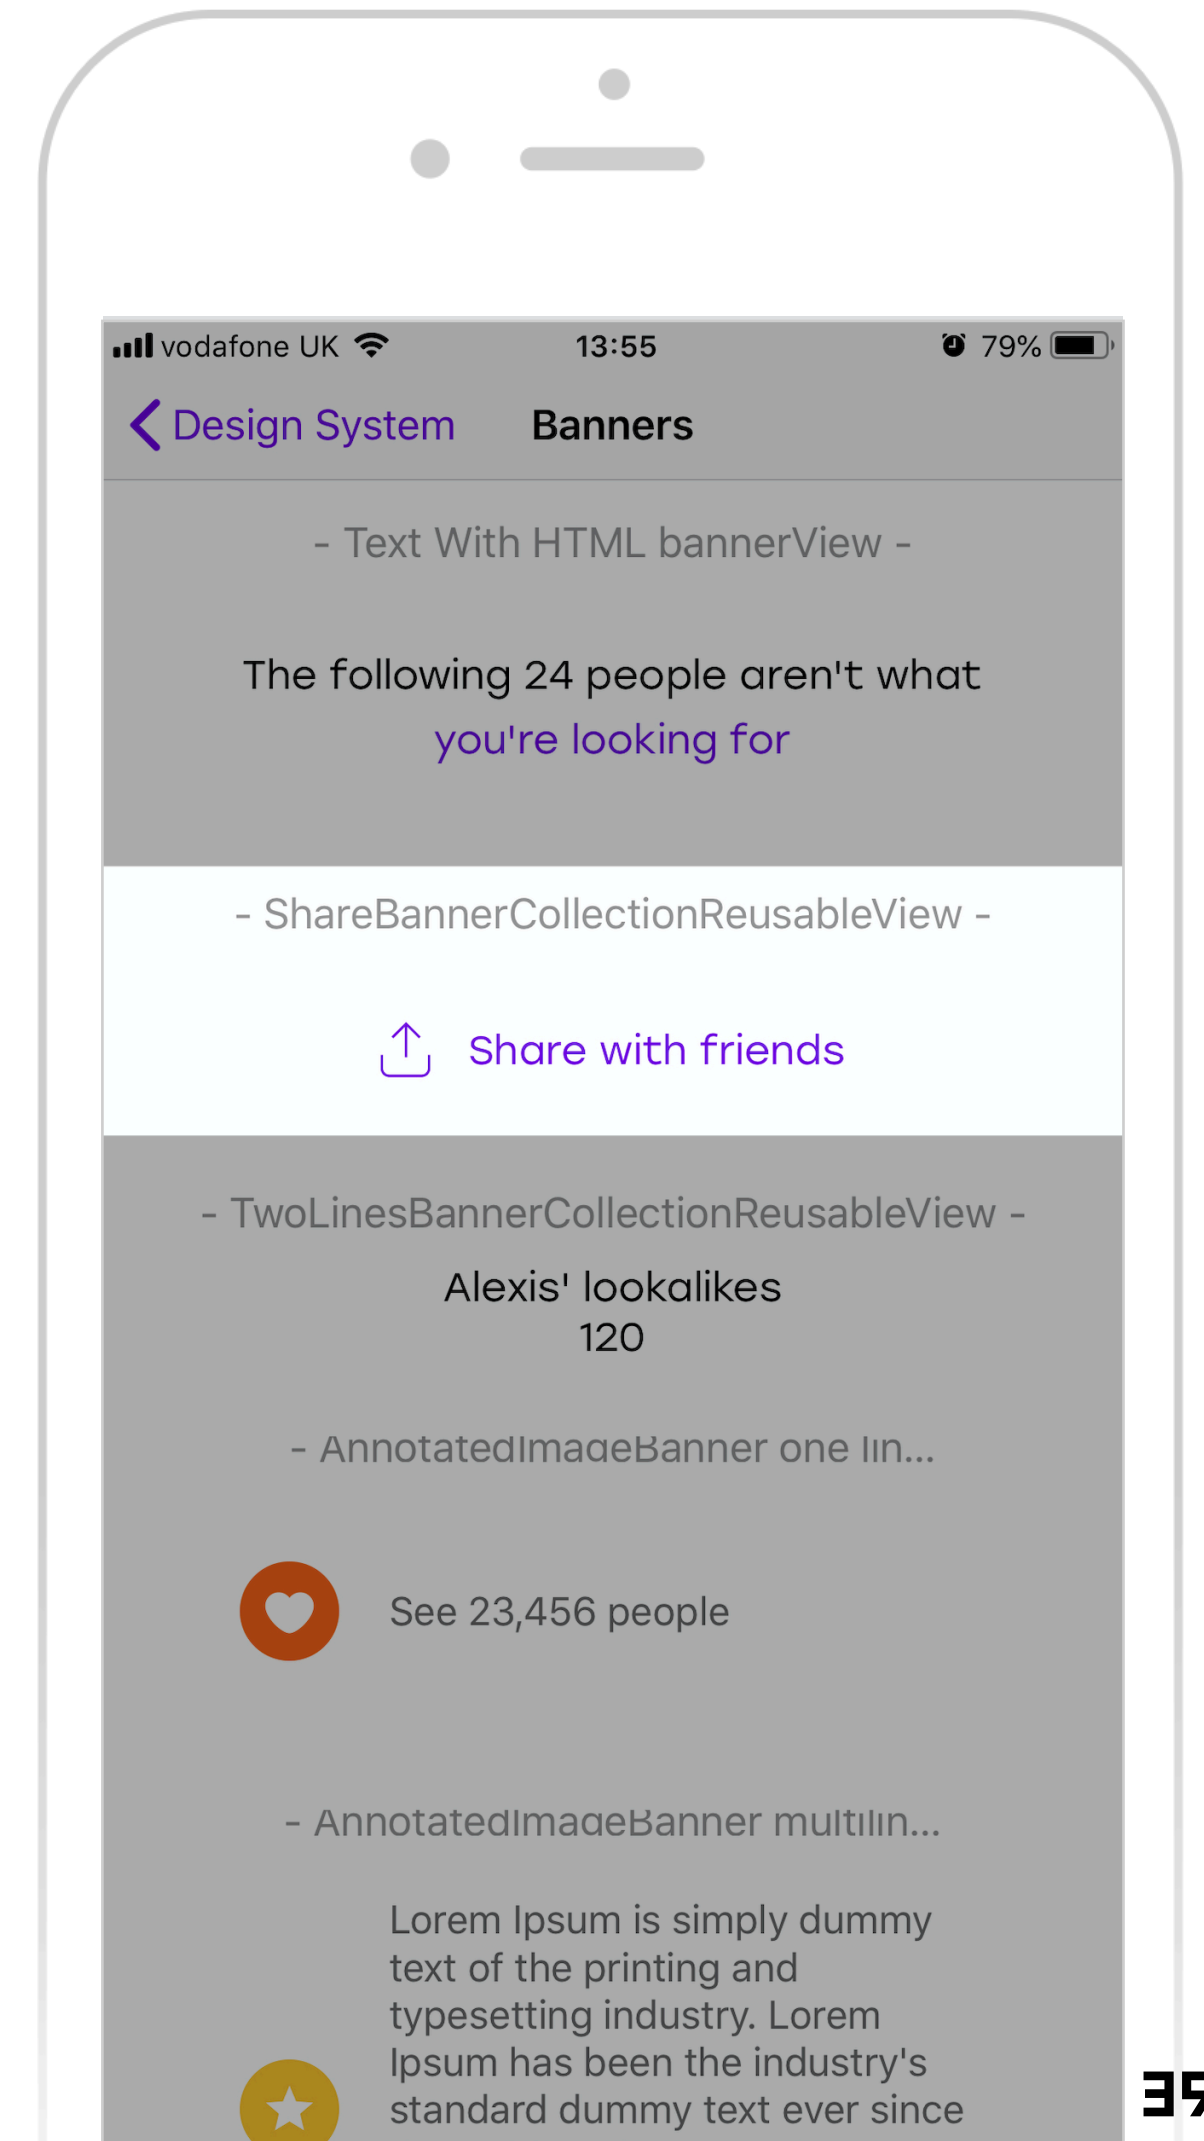 vodafone UK 13:55 79%
Design System Banners
- Text With HTML bannerView -
The following 24 people aren't what
you're looking for
- ShareBannerCollectionReusableView -
Share with friends
- TwoLinesBannerCollectionReusableView -
Alexis' lookalikes
120
- AnnotatedImageBanner one lin...
See 23,456 people
- AnnotatedImageBanner multilin...
Lorem Ipsum is simply dummy
text of the printing and
typesetting industry. Lorem
Ipsum has been the industry's
standard dummy text ever since
39